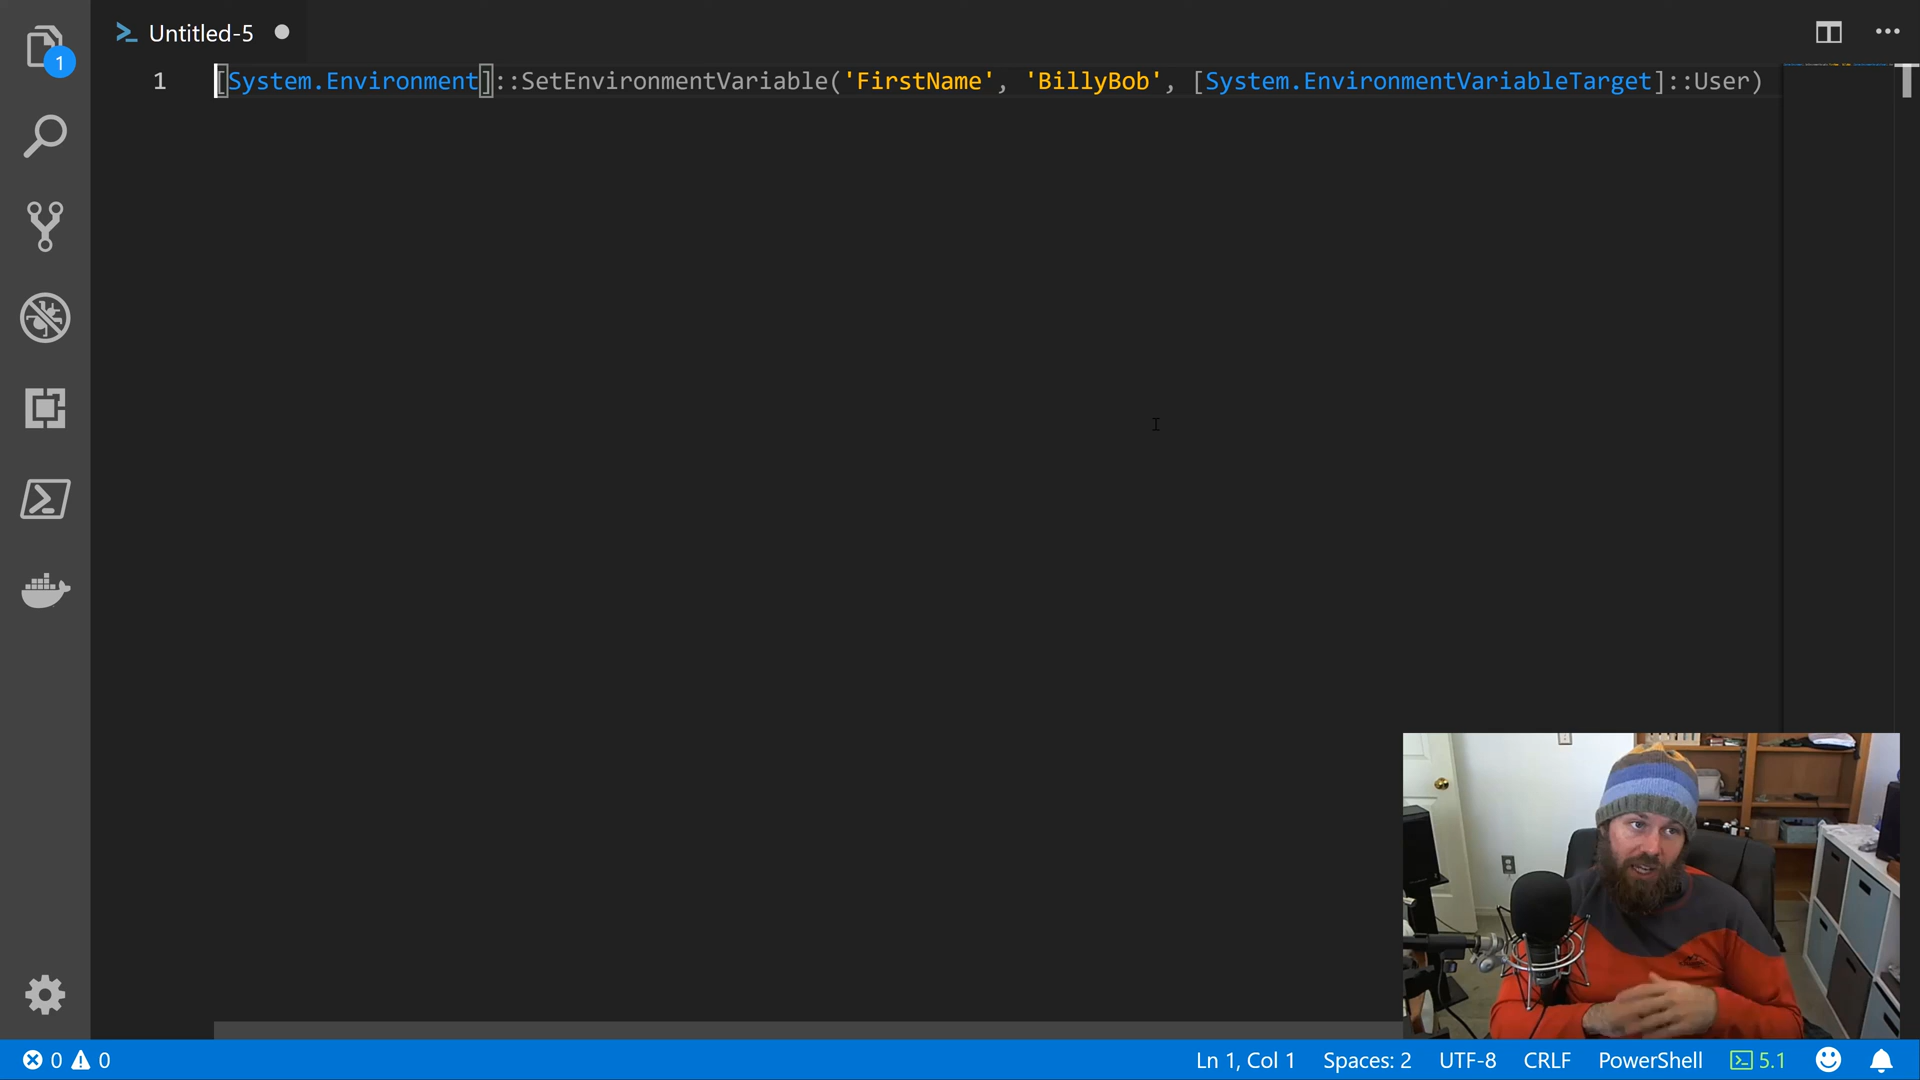 Untitled-5
1
1 [System.Environment]::SetEnvironmentVariable('FirstName', 'BillyBob', [System.EnvironmentVariableTarget]::User)
0 0 Ln 1, Col 1 Spaces: 2 UTF-8 CRLF PowerShell 5.1